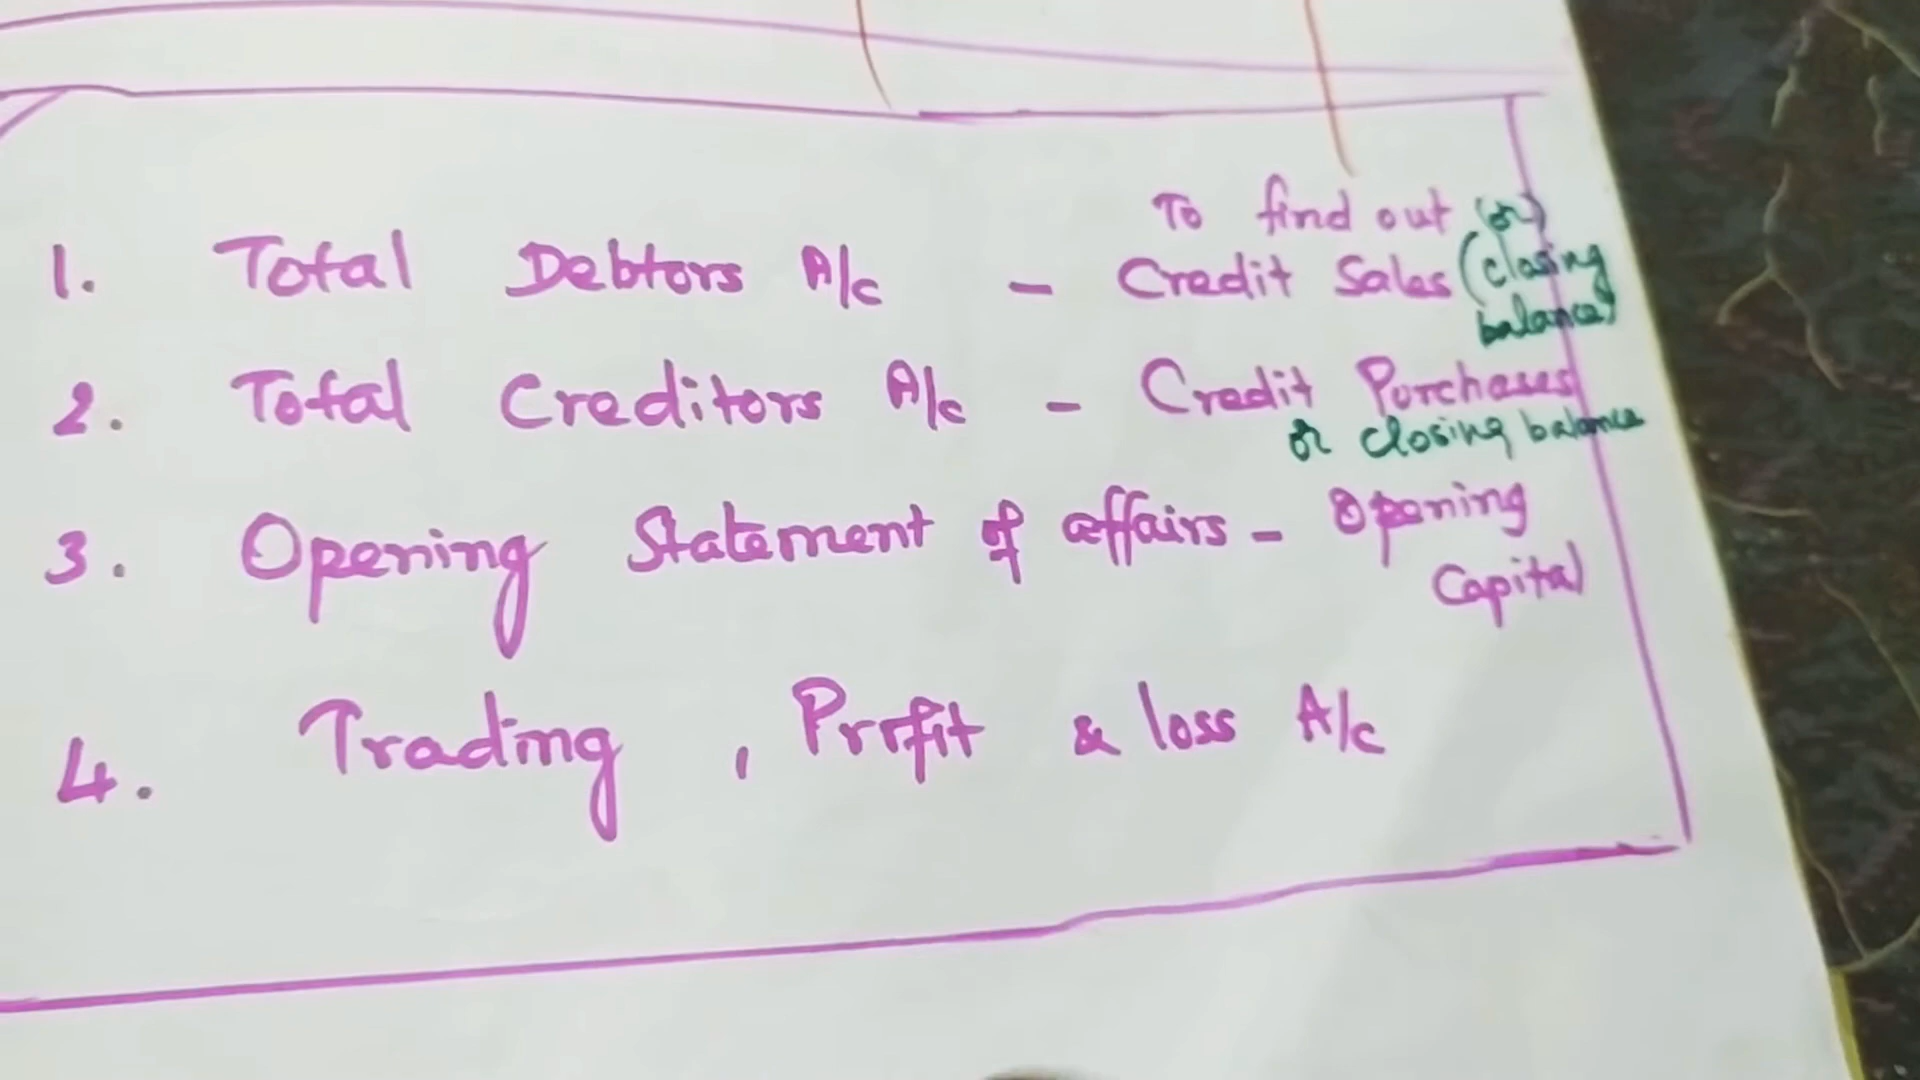 To find out (or)
1. Total Debtors A/c - Credit Sales (closing
balance)
2. Total Creditors A/c - Credit Purchases
or closing balance
3. Opening Statement of affairs - Opening
Capital
4. Trading, Profit & loss A/c